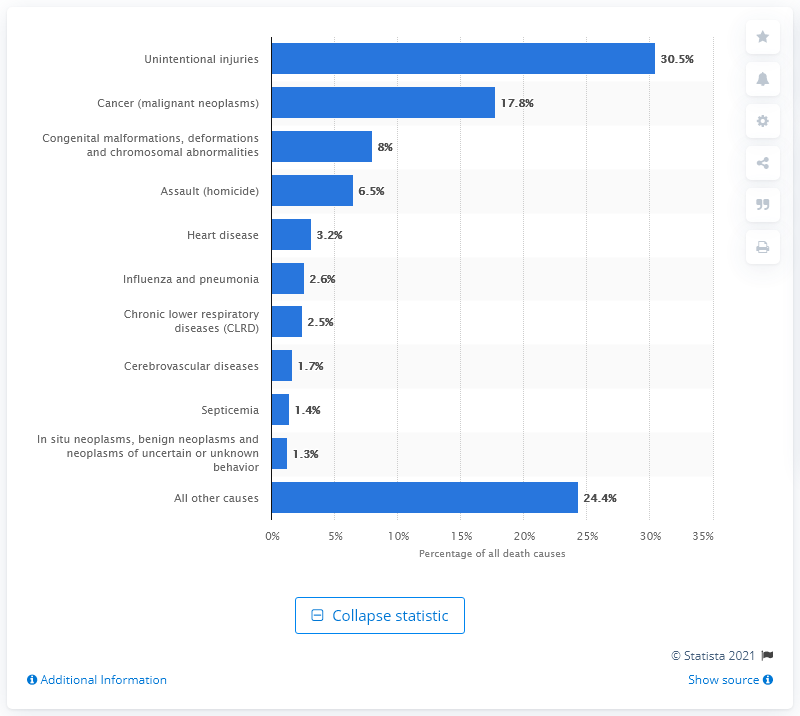 Unintentional injuries
30.5%
Cancer (malignant neoplasms)
17.8%
Congenital malformations, deformations
and chromosomal abnormalities
8%
Assault (homicide)
6.5%
Heart disease
3.2%
Influenza and pneumonia
2.6%
Chronic lower respiratory
diseases (CLRD)
2.5%
Cerebrovascular diseases
1.7%
Septicemia
1.4%
In situ neoplasms, benign neoplasms and
neoplasms of uncertain or unknown
behavior
1.3%
All other causes
24.4%
0% 5% 10% 15% 20% 25% 30% 35%
Percentage of all death causes
Collapse statistic
© Statista 2021
Additional Information
Show source